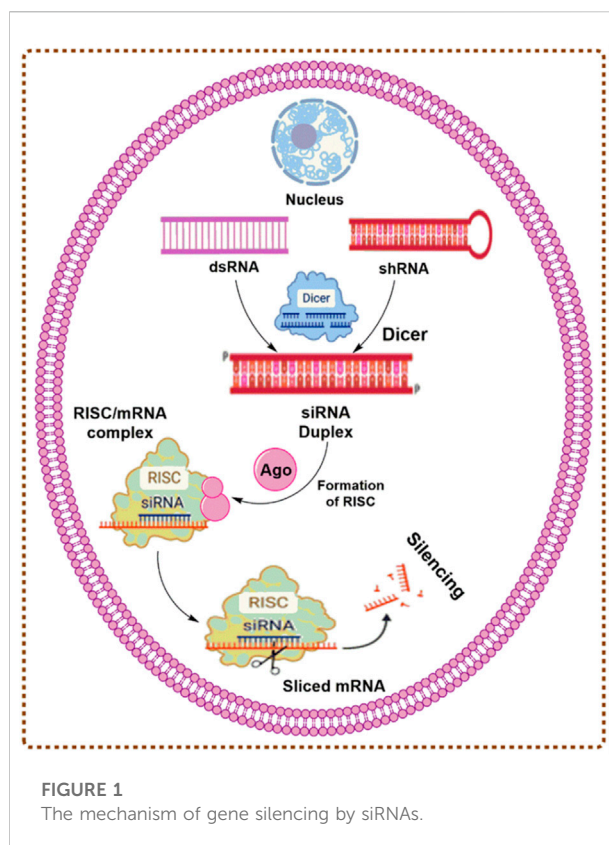 Nucleus
dsRNA
shRNA
Dicer
Dicer
P
siRNA
Duplex
P
RISC/mRNA
complex
Ago
Formation
of RISC
RISC
siRNA
Silencing
RISC
siRNA
Sliced mRNA
FIGURE 1
The mechanism of gene silencing by siRNAs.